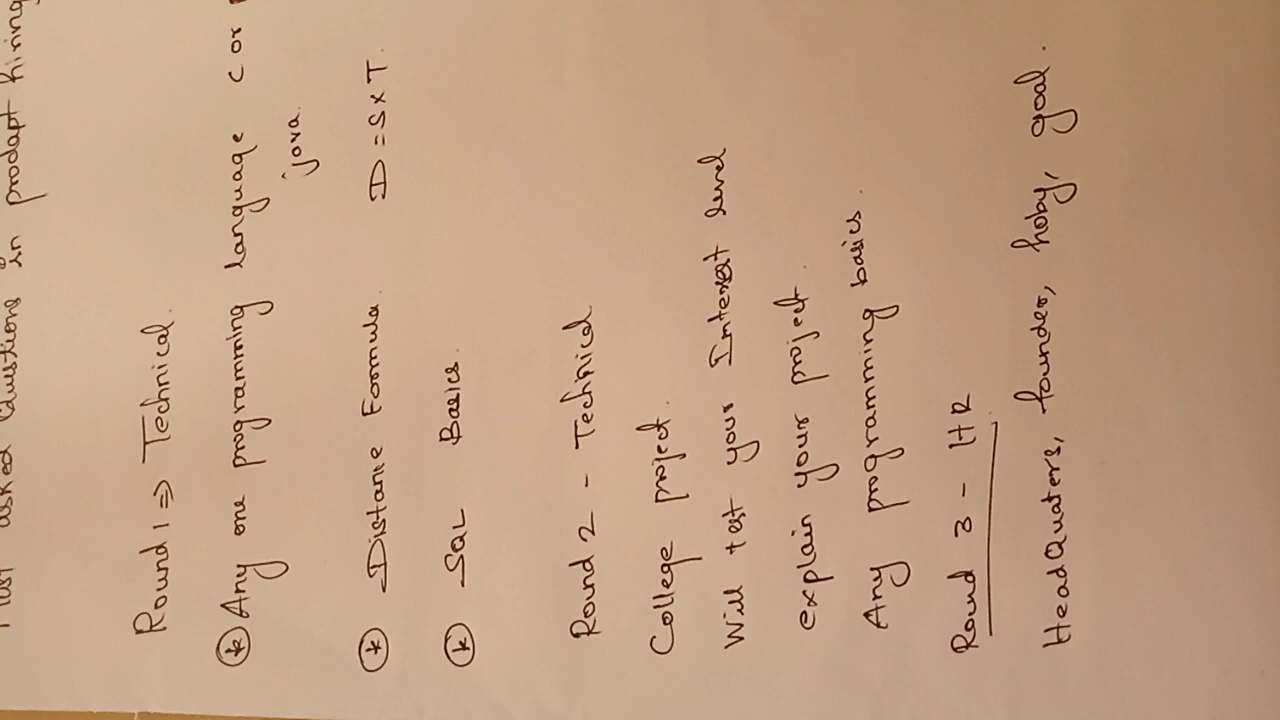 asked Qustions in prodapt hiring
Round 1 ⇒ Technical.
* Any one programming language C or
java.
* Distance Formula. D = S x T.
* SQL Basics.
Round 2 - Technical
College project.
Will test your Interest level
explain your project.
Any programming basics.
Round 3 - HR
HeadQuaters, founder, hoby, goal.